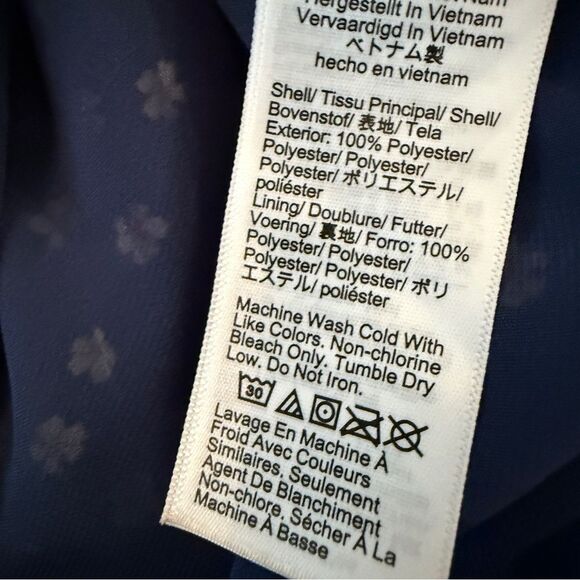 Hergestellt In Vietnam
Vervaardigd In Vietnam
ベトナム製
hecho en vietnam
Shell/ Tissu Principal/ Shell/
Bovenstof/ 表地/ Tela
Exterior: 100% Polyester/
Polyester/ Polyester/
Polyester/ ポリエステル/
poliéster
Lining/ Doublure/ Futter/
Voering/ 裏地/ Forro: 100%
Polyester/ Polyester/
Polyester/ Polyester/ ポリ
エステル/ poliéster
Machine Wash Cold With
Like Colors. Non-chlorine
Bleach Only. Tumble Dry
Low. Do Not Iron.
30
Lavage En Machine À
Froid Avec Couleurs
Similaires, Seulement
Agent De Blanchiment
Non-chlore, Sécher À La
Machine À Basse